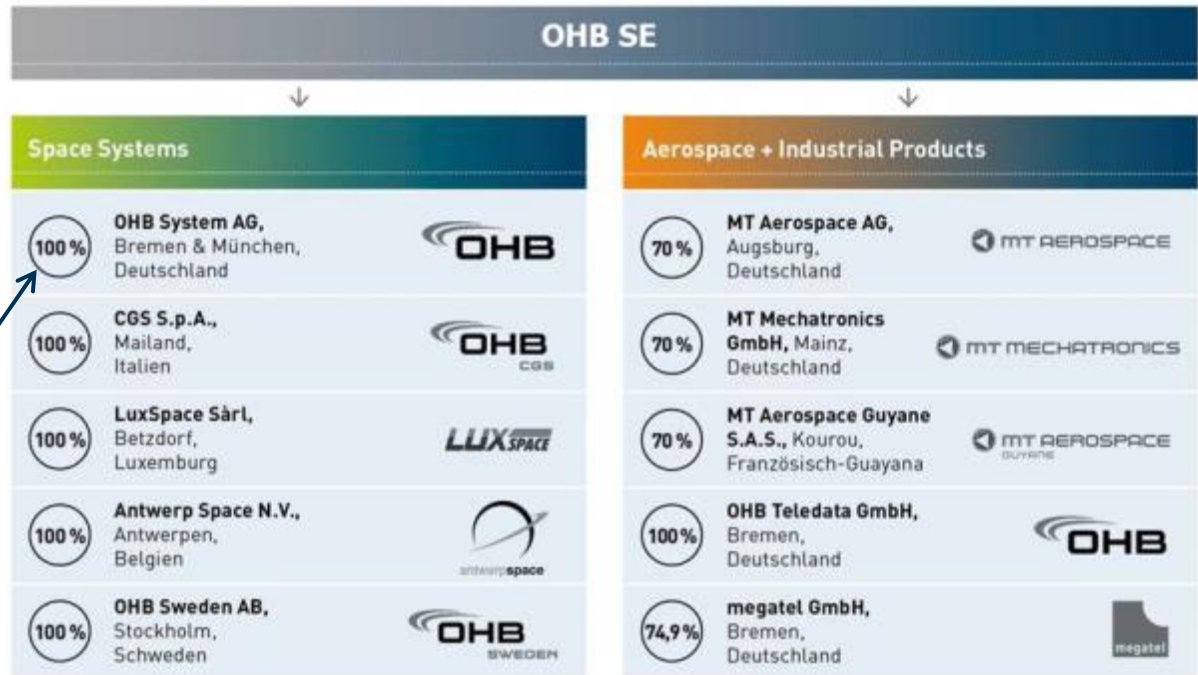 OHB SE
Space Systems
100 %
OHB System AG,
Bremen & München,
Deutschland
OHB
100 %
CGS S.p.A.,
Mailand,
Italien
OHB
CGS
100 %
LuxSpace Sàrl,
Betzdorf,
Luxemburg
LUXSPACE
100 %
Antwerp Space N.V.,
Antwerpen,
Belgien
antwerpspace
100 %
OHB Sweden AB,
Stockholm,
Schweden
OHB
SWEDEN
Aerospace + Industrial Products
70 %
MT Aerospace AG,
Augsburg,
Deutschland
MT AEROSPACE
70 %
MT Mechatronics
GmbH, Mainz,
Deutschland
MT MECHATRONICS
70 %
MT Aerospace Guyane
S.A.S., Kourou,
Französisch-Guayana
MT AEROSPACE
GUYANE
100%
OHB Teledata GmbH,
Bremen,
Deutschland
OHB
74,9%
megatel GmbH,
Bremen,
Deutschland
megatel